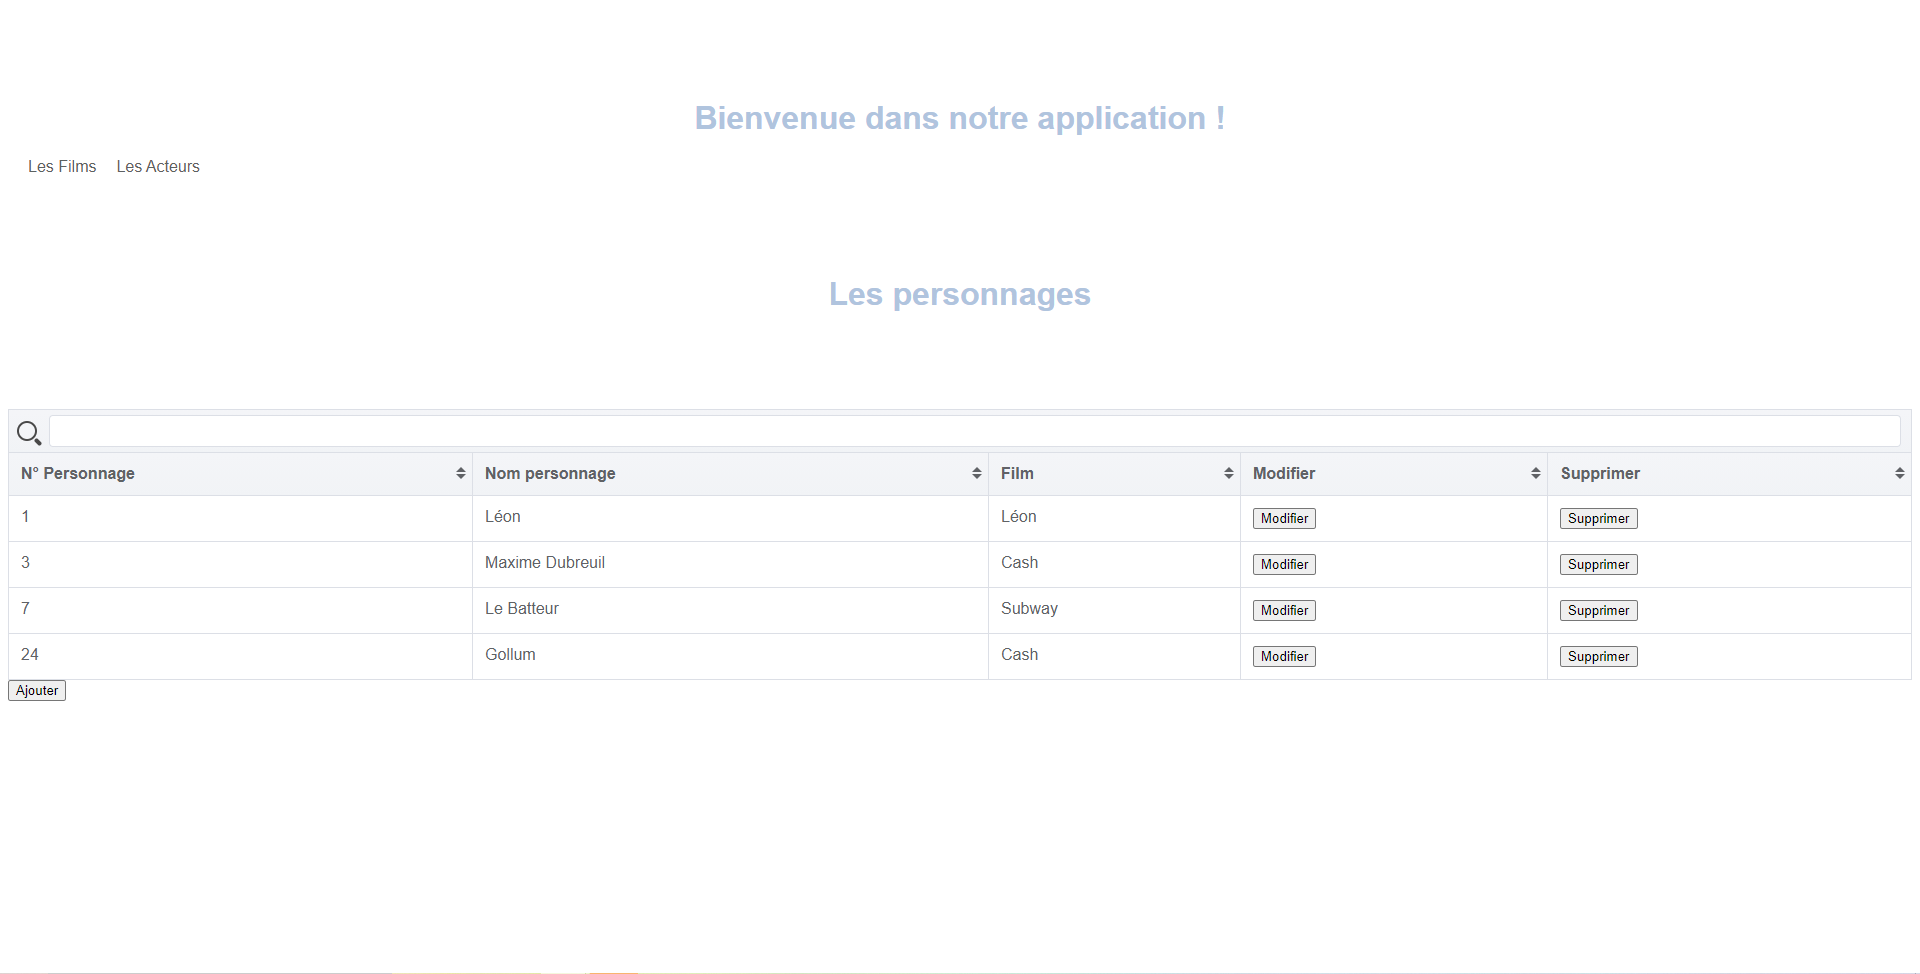 Bienvenue dans notre application !
Les Films Les Acteurs
Les personnages
N° Personnage Nom personnage Film Modifier Supprimer
1 Léon Léon Modifier Supprimer
3 Maxime Dubreuil Cash Modifier Supprimer
7 Le Batteur Subway Modifier Supprimer
24 Gollum Cash Modifier Supprimer
Ajouter